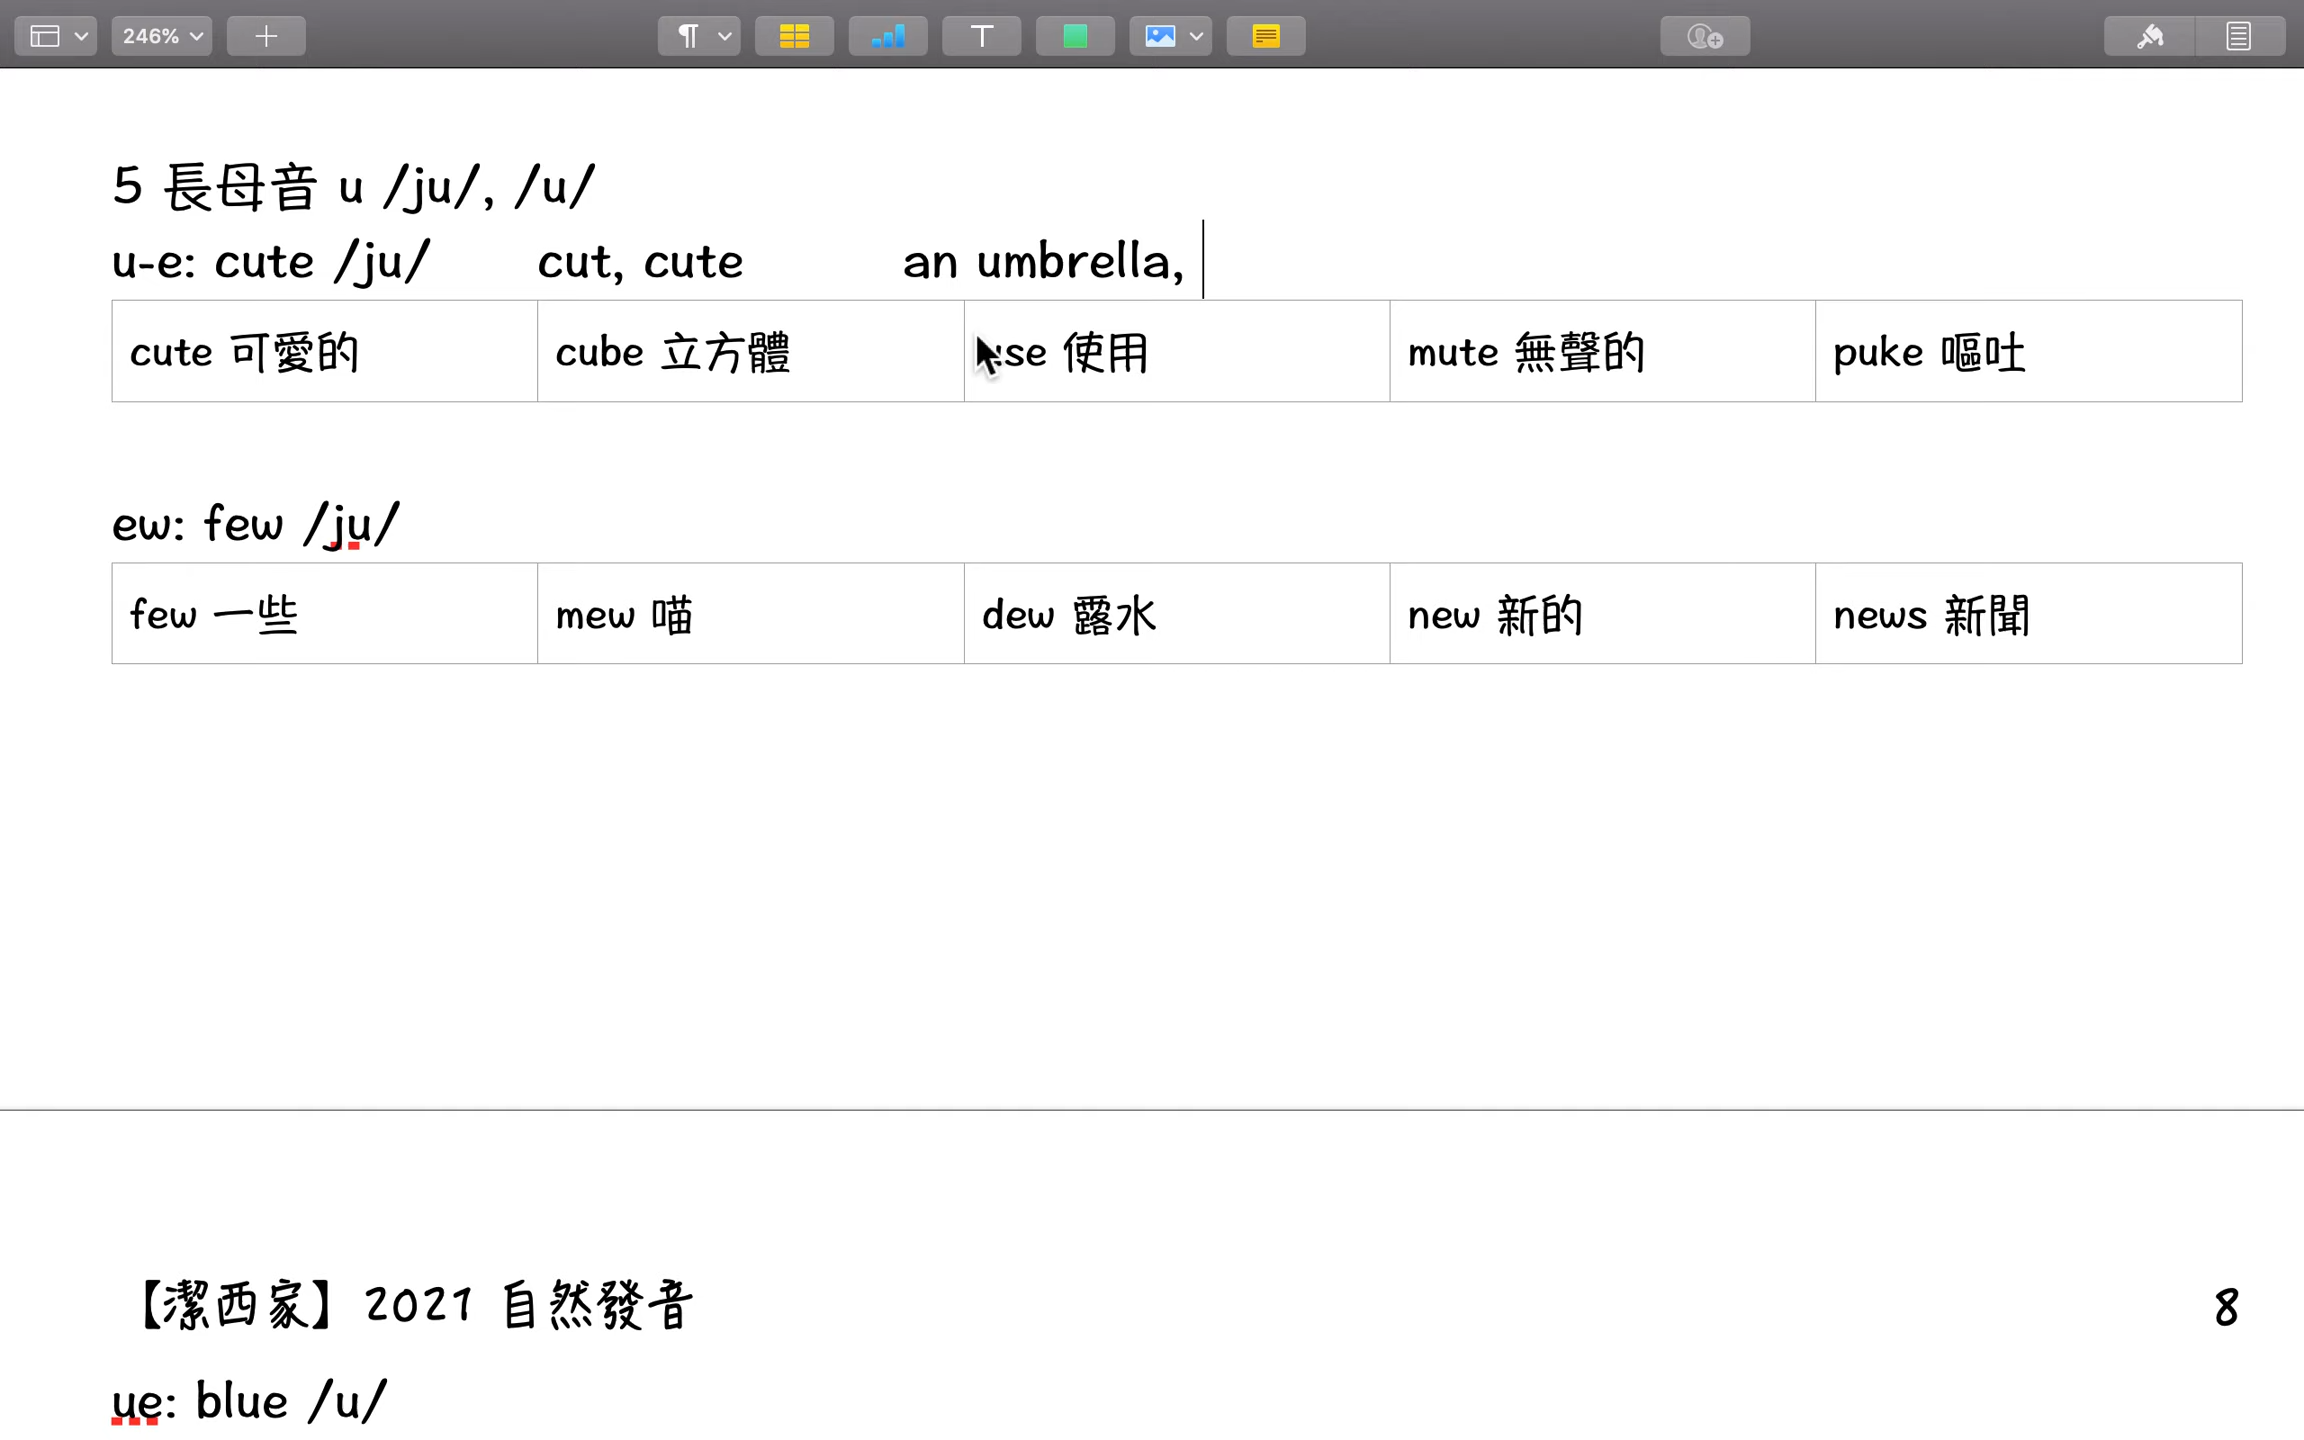 246%
5 長母音 u /ju/, /u/
u-e: cute /ju/ cut, cute an umbrella,
cute 可愛的 cube 立方體 use 使用 mute 無聲的 puke 嘔吐
ew: few /ju/
few 一些 mew 喵 dew 露水 new 新的 news 新聞
【潔西家】2021 自然發音 8
ue: blue /u/